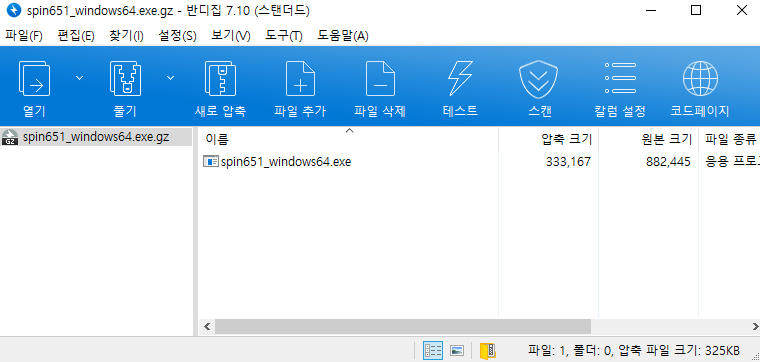 spin651_windows64.exe.gz - 반디집 7.10 (스탠더드)
파일(F) 편집(E) 찾기(I) 설정(S) 보기(V) 도구(T) 도움말(A)
열기 풀기 새로 압축 파일 추가 파일 삭제 테스트 스캔 칼럼 설정 코드페이지
spin651_windows64.exe.gz
이름 압축 크기 원본 크기 파일 종류
spin651_windows64.exe 333,167 882,445 응용 프로
파일: 1, 폴더: 0, 압축 파일 크기: 325KB